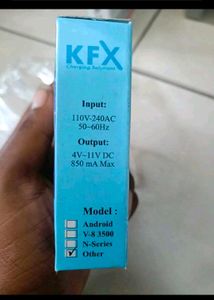 KFX
Charging Solutions
Input:
110V-240AC
50~60Hz
Output:
4V~11V DC
850 mA Max
Model :
Android
V-8 3500
N-Series
Other